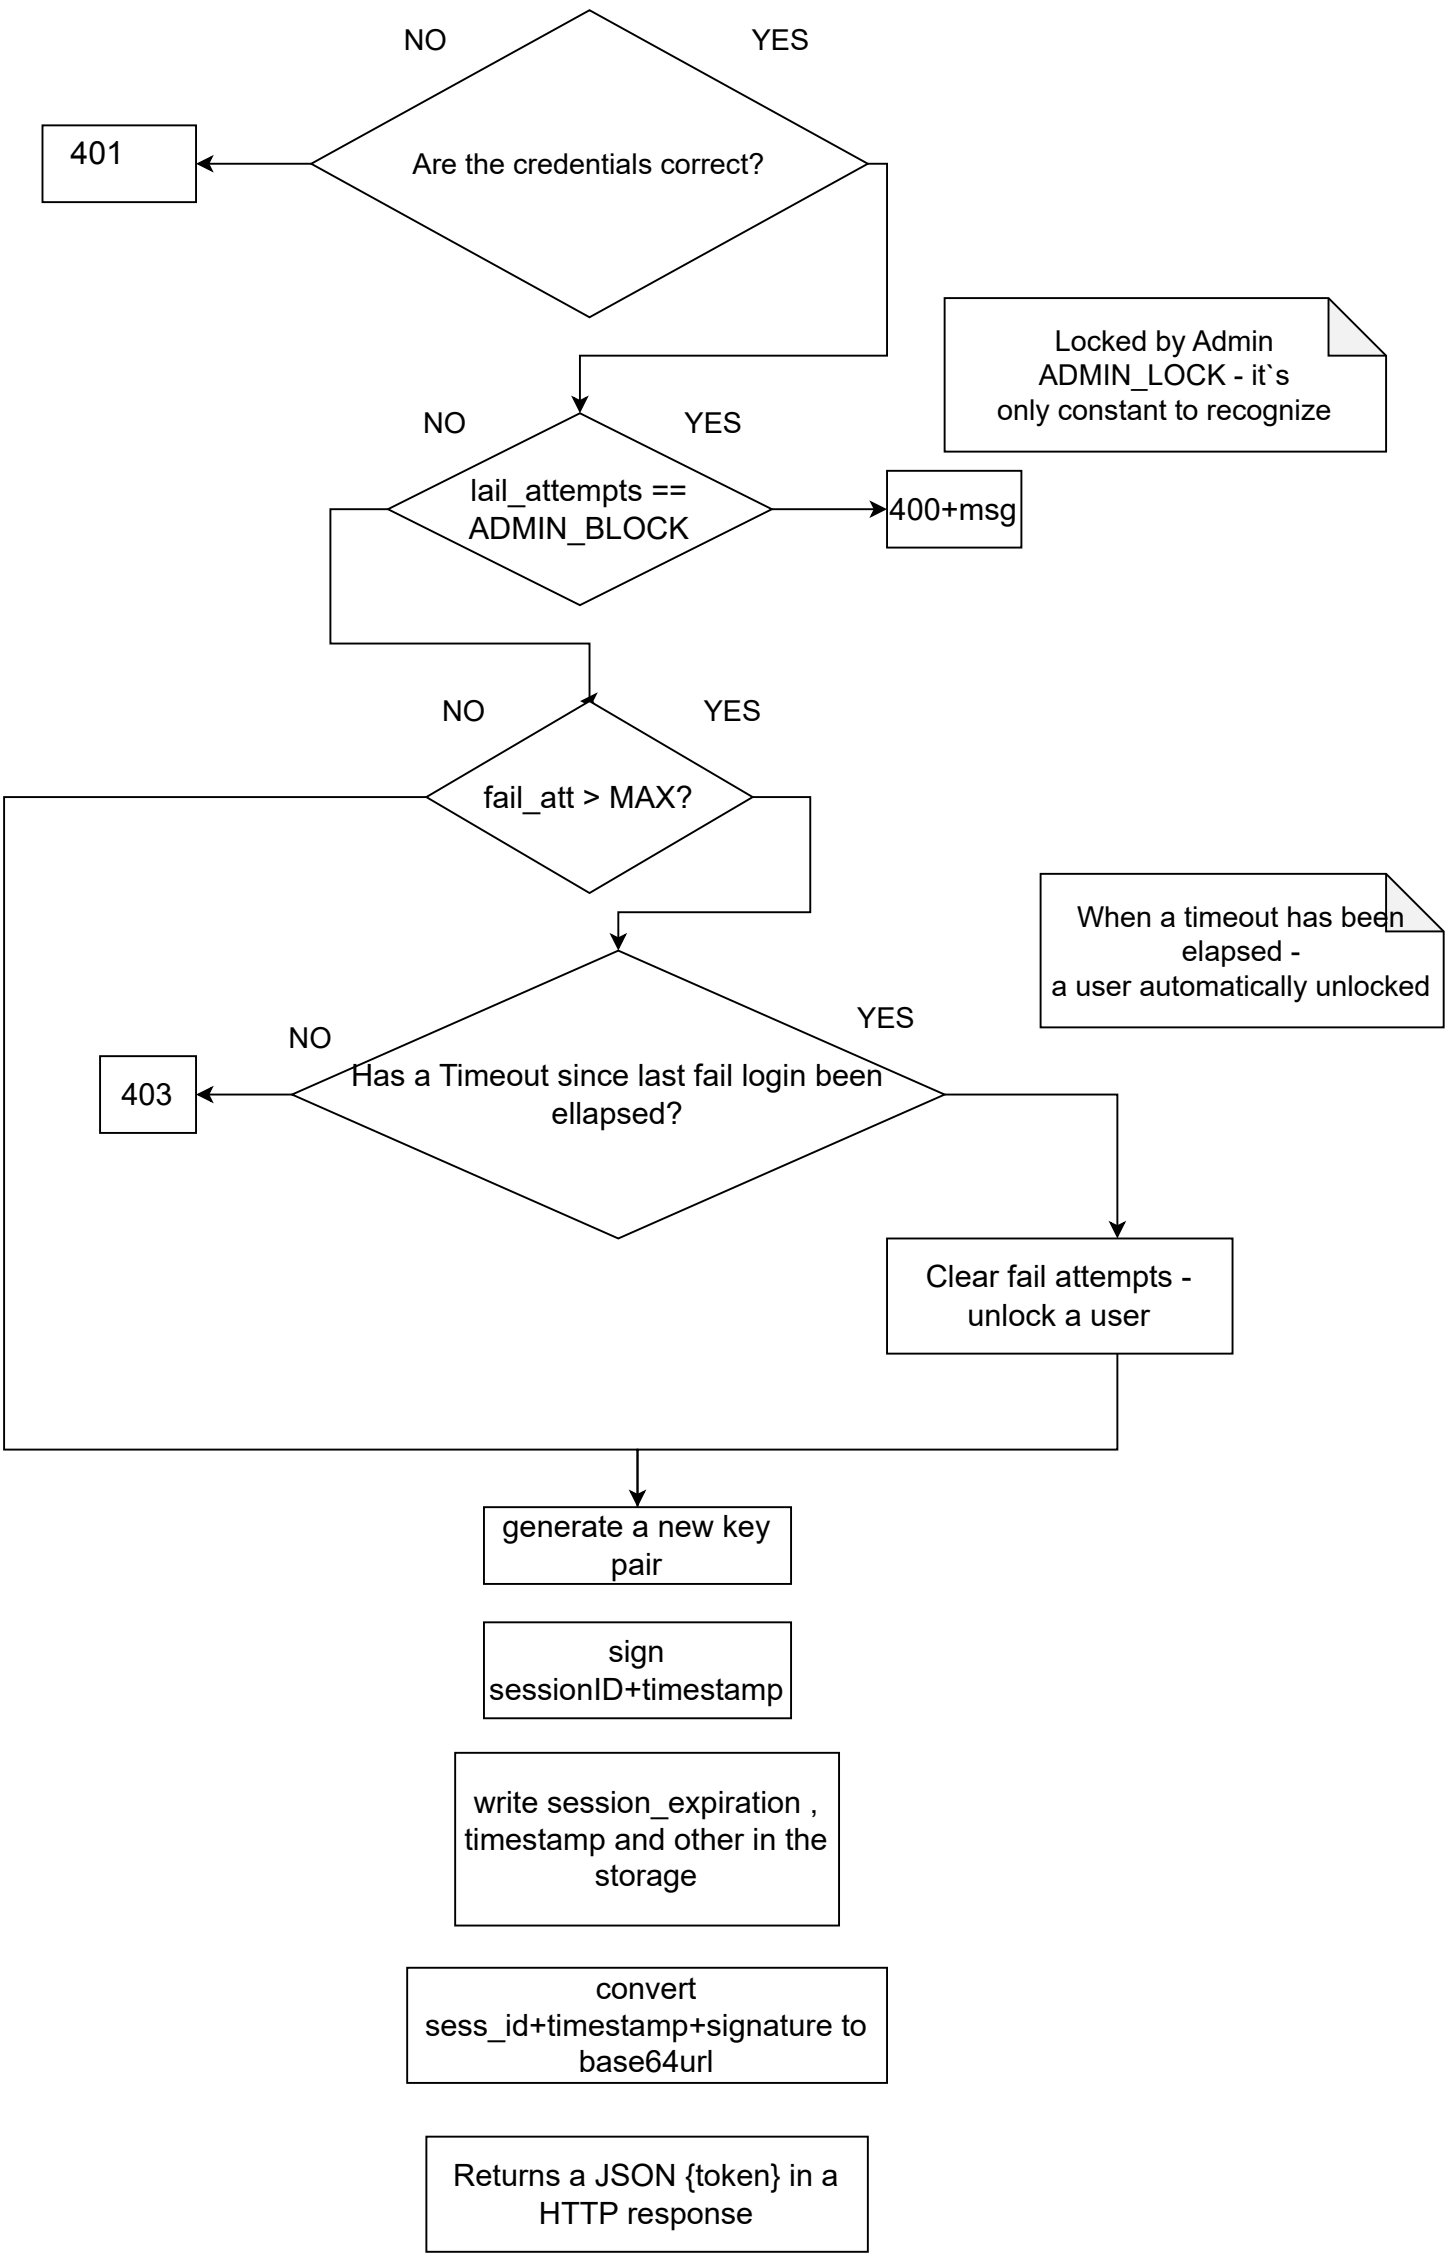 NO
YES
401
Are the credentials correct?
Locked by Admin
ADMIN_LOCK - it`s
only constant to recognize
NO
YES
lail_attempts ==
ADMIN_BLOCK
400+msg
NO
YES
fail_att > MAX?
When a timeout has been
elapsed -
a user automatically unlocked
NO
YES
403
Has a Timeout since last fail login been
ellapsed?
Clear fail attempts -
unlock a user
generate a new key
pair
sign
sessionID+timestamp
write session_expiration ,
timestamp and other in the
storage
convert
sess_id+timestamp+signature to
base64url
Returns a JSON {token} in a
HTTP response